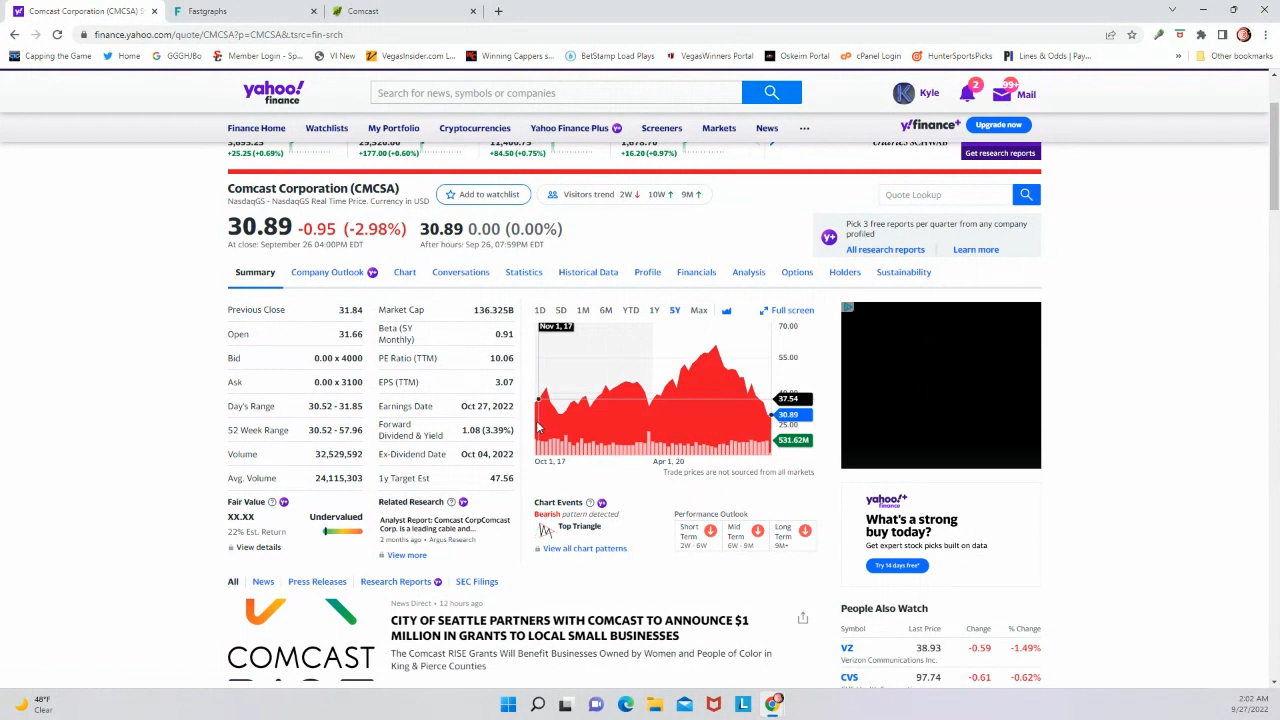 Comcast Corporation (CMCSA) S
Fastgraphs
Comcast
finance.yahoo.com/quote/CMCSA?p=CMCSA&.tsrc=fin-srch
Capping the Game
Home
GGGHJBo
Member Login - S...
VegasInsider.com L...
Winning Cappers s...
BetStamp Load Plays
VegasWinners Portal
Oskeim Portal
cPanel Login
HunterSportsPicks
Lines & Odds | Pay...
»
Other bookmarks
yahoo!
finance
Search for news, symbols or companies
Kyle
2
99+
Mail
Finance Home
Watchlists
My Portfolio
Cryptocurrencies
Yahoo Finance Plus
Screeners
Markets
News
y!finance+
Upgrade now
+25.25 (+0.69%)
+177.00 (+0.60%)
+84.50 (+0.75%)
+16.20 (+0.97%)
Get research reports
Comcast Corporation (CMCSA)
NasdaqGS - NasdaqGS Real Time Price. Currency in USD
Add to watchlist
Visitors trend 2W↓ 10W↑ 9M↑
Quote Lookup
30.89 -0.95 (-2.98%)
At close: September 26 04:00PM EDT
30.89 0.00 (0.00%)
After hours: Sep 26, 07:59PM EDT
y+
Pick 3 free reports per quarter from any company
profiled
All research reports
Learn more
Summary
Company Outlook
Chart
Conversations
Statistics
Historical Data
Profile
Financials
Analysis
Options
Holders
Sustainability
Previous Close 31.84
Open 31.66
Bid 0.00 x 4000
Ask 0.00 x 3100
Day's Range 30.52 - 31.85
52 Week Range 30.52 - 57.96
Volume 32,529,592
Avg. Volume 24,115,303
Market Cap 136.325B
Beta (5Y
Monthly) 0.91
PE Ratio (TTM) 10.06
EPS (TTM) 3.07
Earnings Date Oct 27, 2022
Forward
Dividend & Yield 1.08 (3.39%)
Ex-Dividend Date Oct 04, 2022
1y Target Est 47.56
1D 5D 1M 6M YTD 1Y 5Y Max
Full screen
Nov 1, 17
70.00
55.00
37.54
30.89
25.00
531.62M
Oct 1, 17
Apr 1, 20
Trade prices are not sourced from all markets
Fair Value
XX.XX Undervalued
22% Est. Return
View details
Related Research
Analyst Report: Comcast CorpComcast
Corp. is a leading cable and...
2 months ago • Argus Research
View more
Chart Events
Bearish pattern detected
Top Triangle
View all chart patterns
Performance Outlook
Short
Term
2W - 6W
Mid
Term
6W - 9M
Long
Term
9M+
yahoo!+
finance
What's a strong
buy today?
Get expert stock picks built on data
Try 14 days free*
All
News
Press Releases
Research Reports
SEC Filings
COMCAST
News Direct • 12 hours ago
CITY OF SEATTLE PARTNERS WITH COMCAST TO ANNOUNCE $1
MILLION IN GRANTS TO LOCAL SMALL BUSINESSES
The Comcast RISE Grants Will Benefit Businesses Owned by Women and People of Color in
King & Pierce Counties
People Also Watch
Symbol Last Price Change % Change
VZ 38.93 -0.59 -1.49%
Verizon Communications Inc.
CVS 97.74 -0.61 -0.62%
48°F
Clear
2:02 AM
9/27/2022